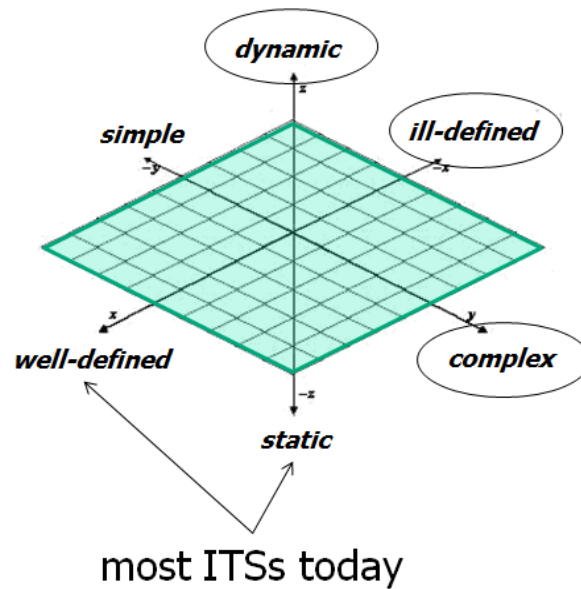 dynamic
z
simple
ill-defined
-y
-x
x
y
well-defined
complex
-z
static
most ITSs today